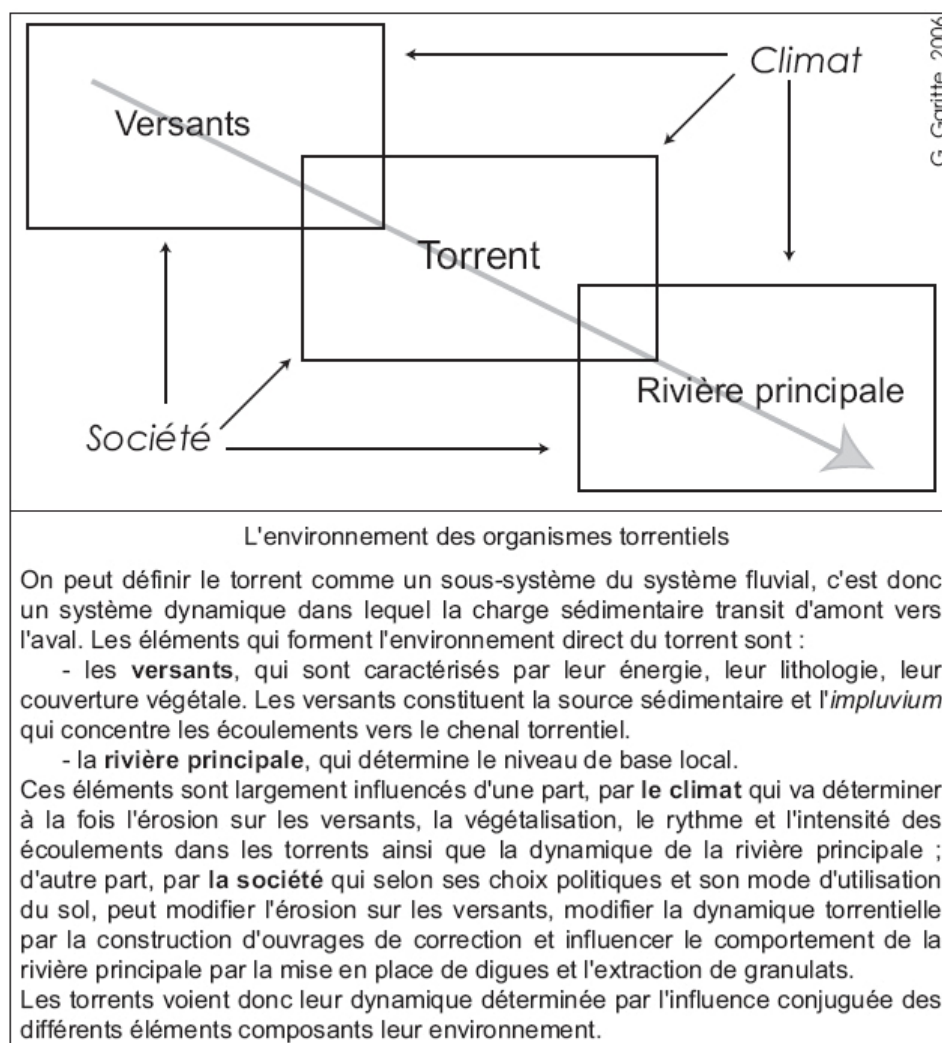 Climat
G. Garitte, 2006
Versants
Torrent
Rivière principale
Société
L'environnement des organismes torrentiels
On peut définir le torrent comme un sous-système du système fluvial, c'est donc
un système dynamique dans lequel la charge sédimentaire transit d'amont vers
l'aval. Les éléments qui forment l'environnement direct du torrent sont :
- les versants, qui sont caractérisés par leur énergie, leur lithologie, leur
couverture végétale. Les versants constituent la source sédimentaire et l'impluvium
qui concentre les écoulements vers le chenal torrentiel.
- la rivière principale, qui détermine le niveau de base local.
Ces éléments sont largement influencés d'une part, par le climat qui va déterminer
à la fois l'érosion sur les versants, la végétalisation, le rythme et l'intensité des
écoulements dans les torrents ainsi que la dynamique de la rivière principale ;
d'autre part, par la société qui selon ses choix politiques et son mode d'utilisation
du sol, peut modifier l'érosion sur les versants, modifier la dynamique torrentielle
par la construction d'ouvrages de correction et influencer le comportement de la
rivière principale par la mise en place de digues et l'extraction de granulats.
Les torrents voient donc leur dynamique déterminée par l'influence conjuguée des
différents éléments composants leur environnement.